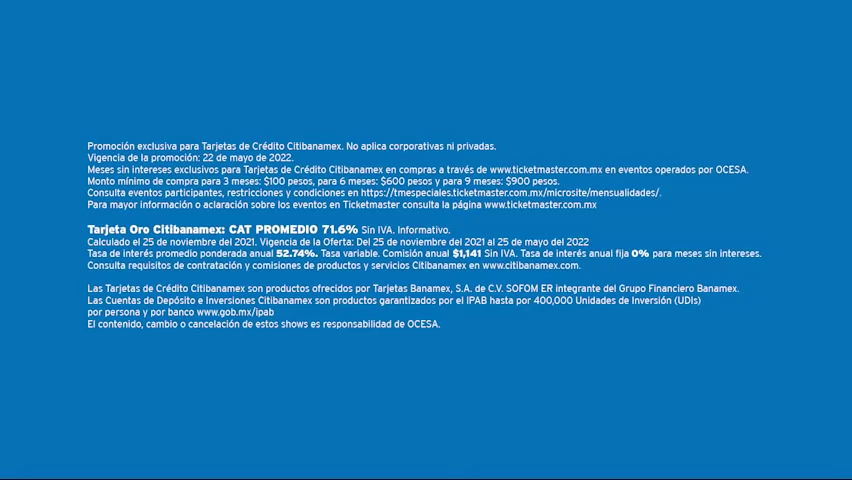 Promoción exclusiva para Tarjetas de Crédito Citibanamex. No aplica corporativas ni privadas.
Vigencia de la promoción: 22 de mayo de 2022.
Meses sin intereses exclusivos para Tarjetas de Crédito Citibanamex en compras a través de www.ticketmaster.com.mx en eventos operados por OCESA.
Monto mínimo de compra para 3 meses: $100 pesos, para 6 meses: $600 pesos y para 9 meses: $900 pesos.
Consulta eventos participantes, restricciones y condiciones en https://tmespeciales.ticketmaster.com.mx/microsite/mensualidades/.
Para mayor información o aclaración sobre los eventos en Ticketmaster consulta la página www.ticketmaster.com.mx
Tarjeta Oro Citibanamex: CAT PROMEDIO 71.6% Sin IVA. Informativo.
Calculado el 25 de noviembre del 2021. Vigencia de la Oferta: Del 25 de noviembre del 2021 al 25 de mayo del 2022
Tasa de interés promedio ponderada anual 52.74%. Tasa variable. Comisión anual $1,141 Sin IVA. Tasa de interés anual fija 0% para meses sin intereses.
Consulta requisitos de contratación y comisiones de productos y servicios Citibanamex en www.citibanamex.com.
Las Tarjetas de Crédito Citibanamex son productos ofrecidos por Tarjetas Banamex, S.A. de C.V. SOFOM ER integrante del Grupo Financiero Banamex.
Las Cuentas de Depósito e Inversiones Citibanamex son productos garantizados por el IPAB hasta por 400,000 Unidades de Inversión (UDIs)
por persona y por banco www.gob.mx/ipab
El contenido, cambio o cancelación de estos shows es responsabilidad de OCESA.